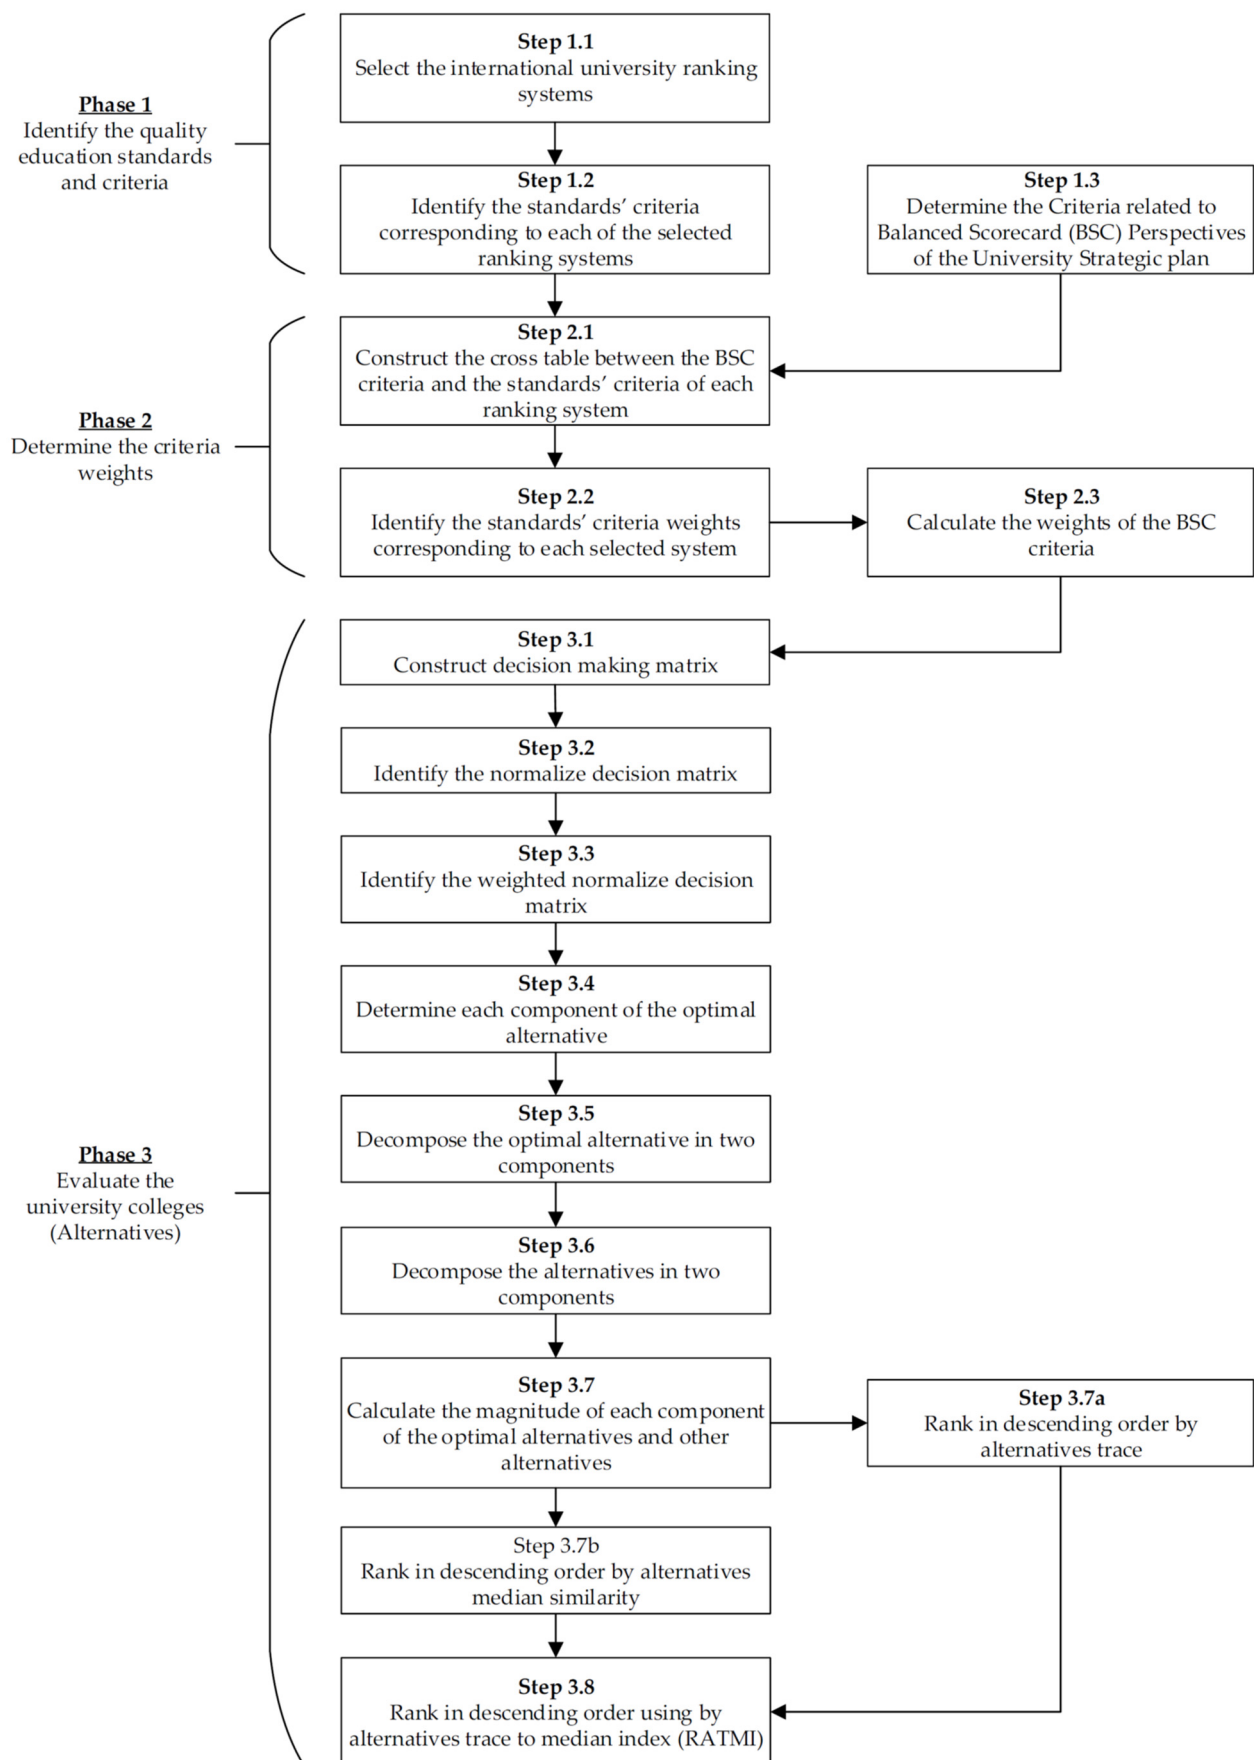 Phase 1
Identify the quality
education standards
and criteria
Step 1.1
Select the international university ranking
systems
Step 1.2
Identify the standards’ criteria
corresponding to each of the selected
ranking systems
Step 1.3
Determine the Criteria related to
Balanced Scorecard (BSC) Perspectives
of the University Strategic plan
Phase 2
Determine the criteria
weights
Step 2.1
Construct the cross table between the BSC
criteria and the standards’ criteria of each
ranking system
Step 2.2
Identify the standards’ criteria weights
corresponding to each selected system
Step 2.3
Calculate the weights of the BSC
criteria
Phase 3
Evaluate the
university colleges
(Alternatives)
Step 3.1
Construct decision making matrix
Step 3.2
Identify the normalize decision matrix
Step 3.3
Identify the weighted normalize decision
matrix
Step 3.4
Determine each component of the optimal
alternative
Step 3.5
Decompose the optimal alternative in two
components
Step 3.6
Decompose the alternatives in two
components
Step 3.7
Calculate the magnitude of each component
of the optimal alternatives and other
alternatives
Step 3.7a
Rank in descending order by
alternatives trace
Step 3.7b
Rank in descending order by alternatives
median similarity
Step 3.8
Rank in descending order using by
alternatives trace to median index (RATMI)